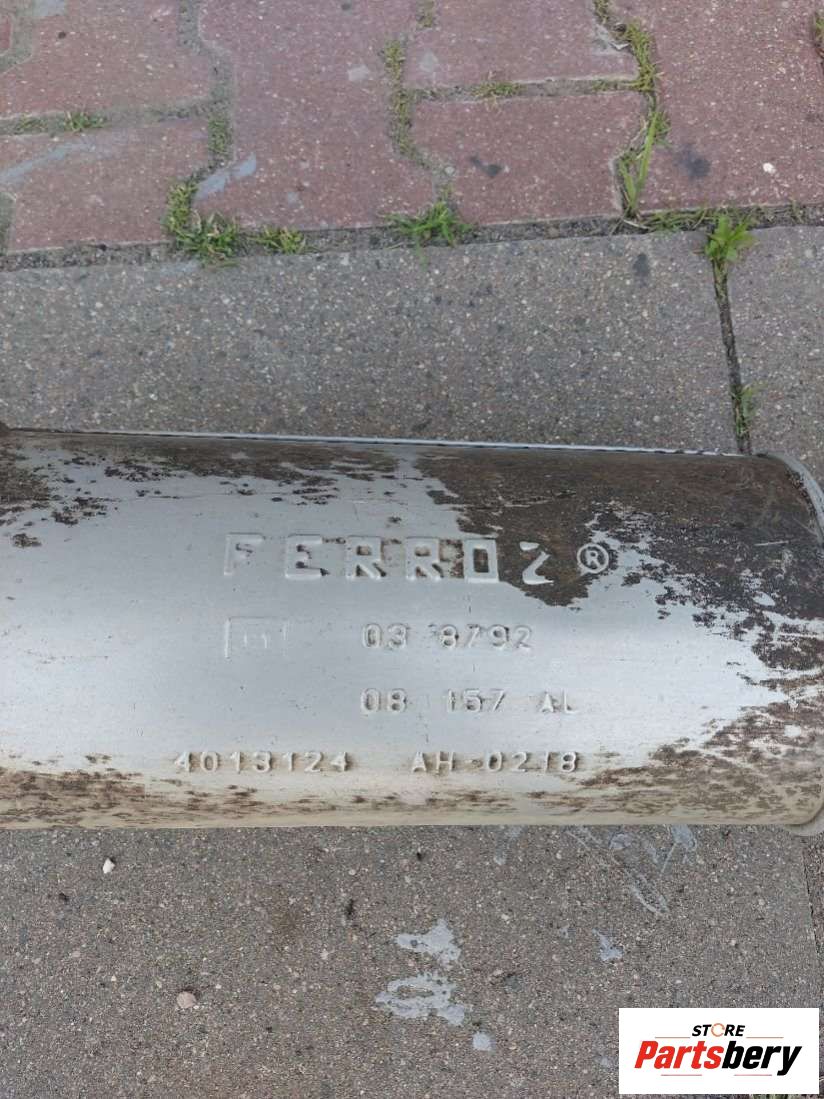 FERROZ®
03 8792
08 157 AL
4013124 AH-0218
STORE
Partsbery